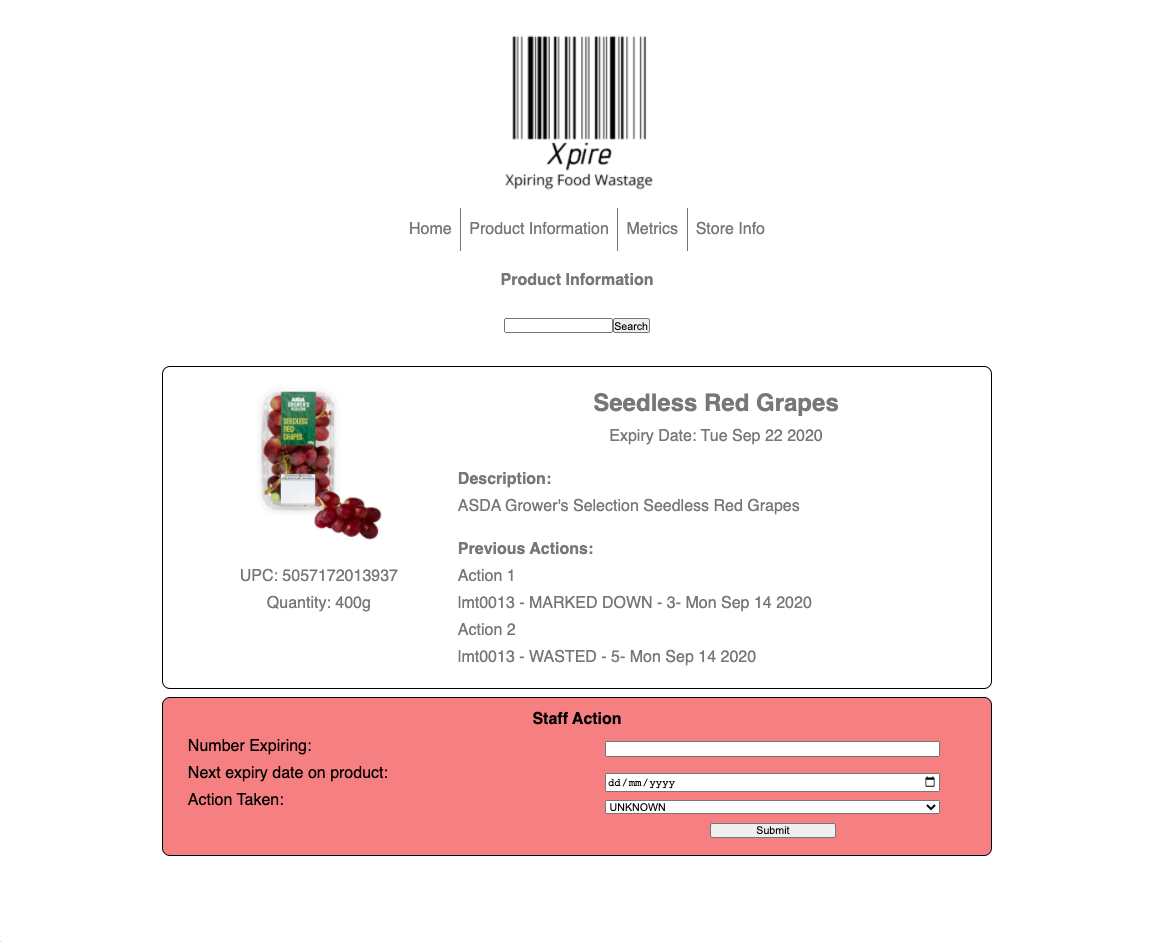 Xpire
Xpiring Food Wastage
Home
Product Information
Metrics
Store Info
Product Information
Search
ASDA
GROWER'S
SELECTION
SEEDLESS
RED
GRAPES
Seedless Red Grapes
Expiry Date: Tue Sep 22 2020
Description:
ASDA Grower's Selection Seedless Red Grapes
Previous Actions:
UPC: 5057172013937
Action 1
Quantity: 400g
lmt0013 - MARKED DOWN - 3- Mon Sep 14 2020
Action 2
lmt0013 - WASTED - 5- Mon Sep 14 2020
Staff Action
Number Expiring:
Next expiry date on product:
dd/mm/yyyy
Action Taken:
UNKNOWN
Submit